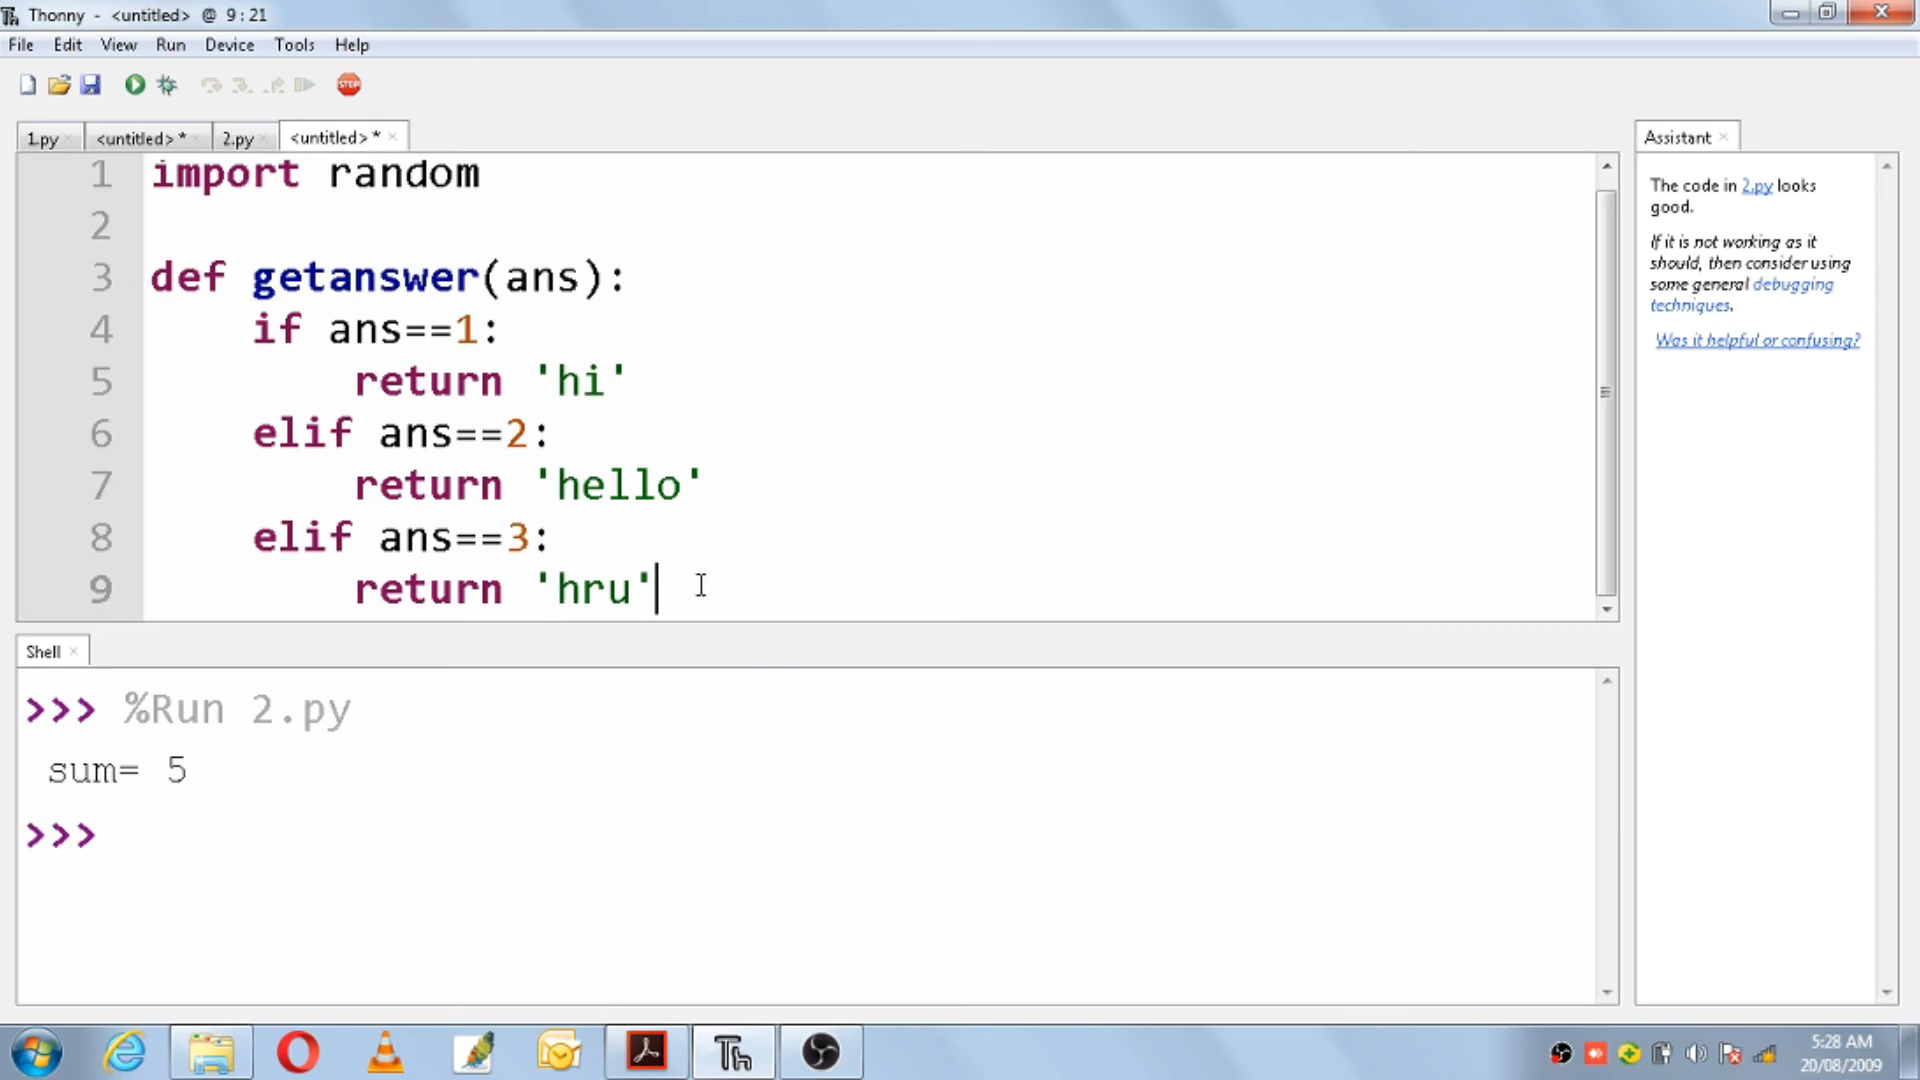 Thonny - <untitled> @ 9 : 21
File Edit View Run Device Tools Help
STOP
1.py <untitled> * 2.py <untitled> *
1 import random
2
3 def getanswer(ans):
4 if ans==1:
5 return 'hi'
6 elif ans==2:
7 return 'hello'
8 elif ans==3:
9 return 'hru'
Assistant
The code in 2.py looks
good.
If it is not working as it
should, then consider using
some general debugging
techniques.
Was it helpful or confusing?
Shell
>>> %Run 2.py
sum= 5
>>>
5:28 AM
20/08/2009